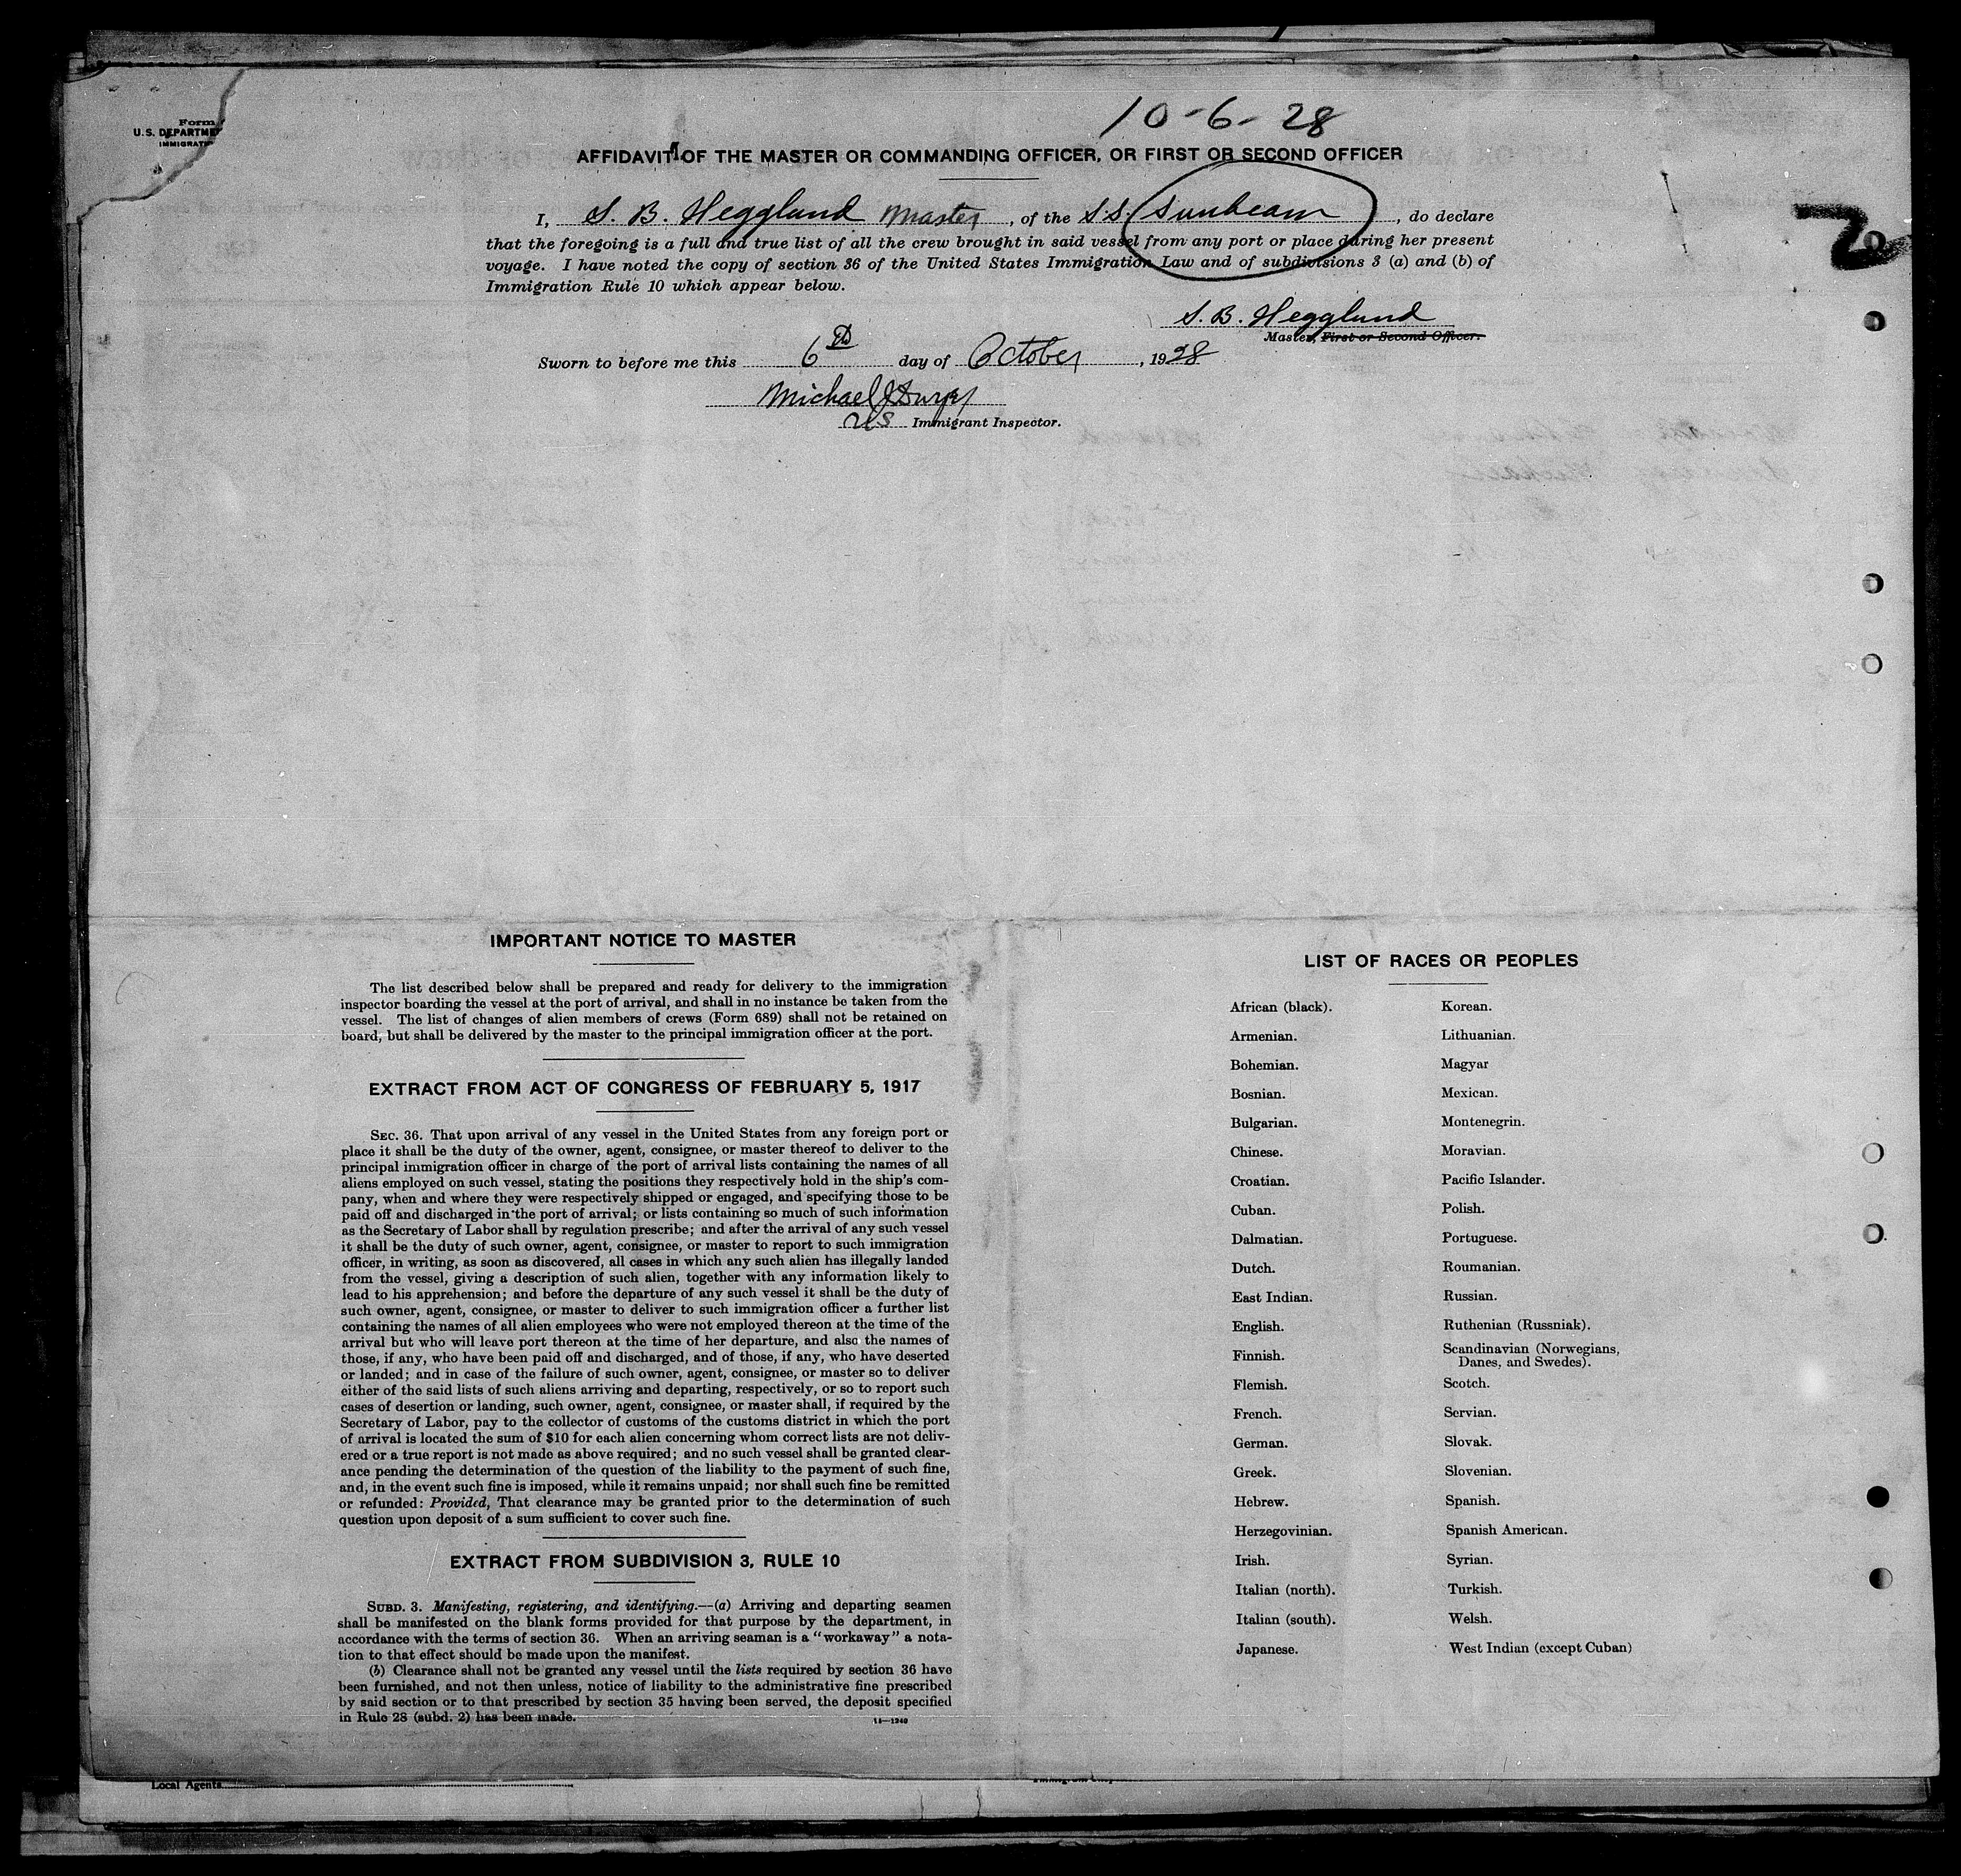 Form
U.S. DEPARTME
IMMIGRATI
10-6-28
AFFIDAVIT OF THE MASTER OR COMMANDING OFFICER, OR FIRST OR SECOND OFFICER
I, S. B. Hegglund Master, of the S.S. Sunbeam, do declare
that the foregoing is a full and true list of all the crew brought in said vessel from any port or place during her present
voyage. I have noted the copy of section 36 of the United States Immigration Law and of subdivisions 3 (a) and (b) of
Immigration Rule 10 which appear below.
S. B. Hegglund
Master, First or Second Officer.
Sworn to before me this 6th day of October, 1928
Michael J
US Immigrant Inspector.
IMPORTANT NOTICE TO MASTER
The list described below shall be prepared and ready for delivery to the immigration
inspector boarding the vessel at the port of arrival, and shall in no instance be taken from the
vessel. The list of changes of alien members of crews (Form 689) shall not be retained on
board, but shall be delivered by the master to the principal immigration officer at the port.
EXTRACT FROM ACT OF CONGRESS OF FEBRUARY 5, 1917
SEC. 36. That upon arrival of any vessel in the United States from any foreign port or
place it shall be the duty of the owner, agent, consignee, or master thereof to deliver to the
principal immigration officer in charge of the port of arrival lists containing the names of all
aliens employed on such vessel, stating the positions they respectively hold in the ship's com-
pany, when and where they were respectively shipped or engaged, and specifying those to be
paid off and discharged in the port of arrival; or lists containing so much of such information
as the Secretary of Labor shall by regulation prescribe; and after the arrival of any such vessel
it shall be the duty of such owner, agent, consignee, or master to report to such immigration
officer, in writing, as soon as discovered, all cases in which any such alien has illegally landed
from the vessel, giving a description of such alien, together with any information likely to
lead to his apprehension; and before the departure of any such vessel it shall be the duty of
such owner, agent, consignee, or master to deliver to such immigration officer a further list
containing the names of all alien employees who were not employed thereon at the time of the
arrival but who will leave port thereon at the time of her departure, and also the names of
those, if any, who have been paid off and discharged, and of those, if any, who have deserted
or landed; and in case of the failure of such owner, agent, consignee, or master so to deliver
either of the said lists of such aliens arriving and departing, respectively, or so to report such
cases of desertion or landing, such owner, agent, consignee, or master shall, if required by the
Secretary of Labor, pay to the collector of customs of the customs district in which the port
of arrival is located the sum of $10 for each alien concerning whom correct lists are not deliv-
ered or a true report is not made as above required; and no such vessel shall be granted clear-
ance pending the determination of the question of the liability to the payment of such fine,
and, in the event such fine is imposed, while it remains unpaid; nor shall such fine be remitted
or refunded: Provided, That clearance may be granted prior to the determination of such
question upon deposit of a sum sufficient to cover such fine.
EXTRACT FROM SUBDIVISION 3, RULE 10
SUBD. 3. Manifesting, registering, and identifying.—(a) Arriving and departing seamen
shall be manifested on the blank forms provided for that purpose by the department, in
accordance with the terms of section 36. When an arriving seaman is a "workaway" a nota-
tion to that effect should be made upon the manifest.
(b) Clearance shall not be granted any vessel until the lists required by section 36 have
been furnished, and not then unless, notice of liability to the administrative fine prescribed
by said section or to that prescribed by section 35 having been served, the deposit specified
in Rule 28 (subd. 2) has been made.
LIST OF RACES OR PEOPLES
African (black). Korean.
Armenian. Lithuanian.
Bohemian. Magyar
Bosnian. Mexican.
Bulgarian. Montenegrin.
Chinese. Moravian.
Croatian. Pacific Islander.
Cuban. Polish.
Dalmatian. Portuguese.
Dutch. Roumanian.
East Indian. Russian.
English. Ruthenian (Russniak).
Finnish. Scandinavian (Norwegians,
Danes, and Swedes).
Flemish. Scotch.
French. Servian.
German. Slovak.
Greek. Slovenian.
Hebrew. Spanish.
Herzegovinian. Spanish American.
Irish. Syrian.
Italian (north). Turkish.
Italian (south). Welsh.
Japanese. West Indian (except Cuban)
Local Agents